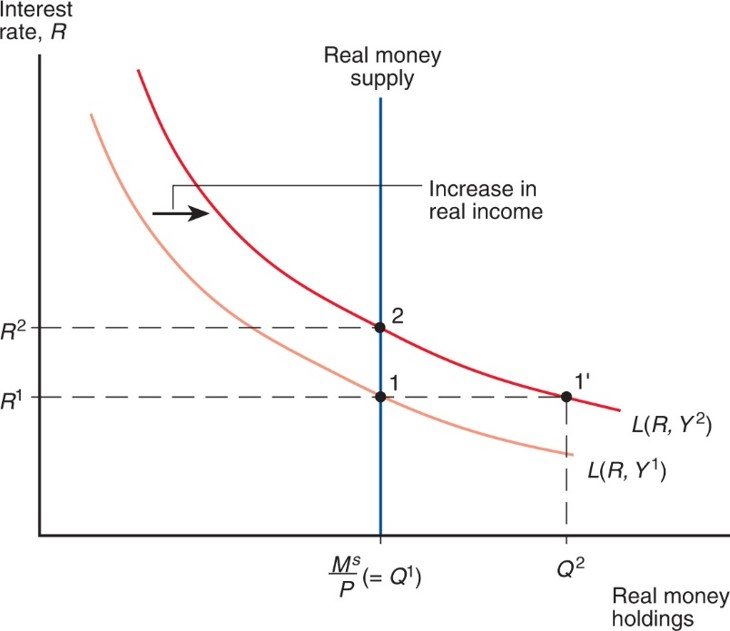 Interest
rate, R
Real money
supply
Increase in
real income
R²
2
R¹
1
1'
L(R, Y²)
L(R, Y¹)
Mˢ
P
(= Q¹)
Q²
Real money
holdings